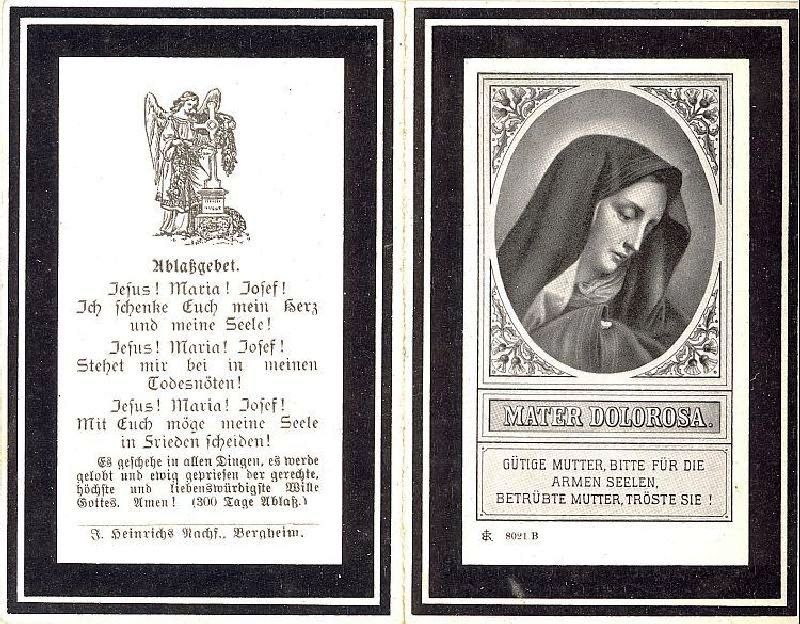 Ablaßgebet.
Jesus! Maria! Josef!
Ich schenke Euch mein Herz
und meine Seele!
Jesus! Maria! Josef!
Stehet mir bei in meinen
Todesnöten!
Jesus! Maria! Josef!
Mit Euch möge meine Seele
in Frieden scheiden!
Es geschehe in allen Dingen, es werde
gelobt und ewig gepriesen der gerechte,
höchste und liebenswürdigste Wille
Gottes. Amen! (300 Tage Ablaß.)
J. Heinrichs Nachf., Bergheim.
MATER DOLOROSA.
GÜTIGE MUTTER, BITTE FÜR DIE
ARMEN SEELEN,
BETRÜBTE MUTTER, TRÖSTE SIE!
8021 B